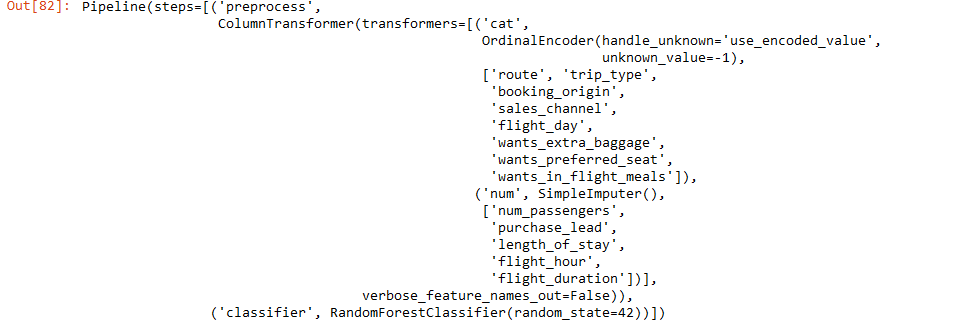 Out[82]: Pipeline(steps=[('preprocess',
ColumnTransformer(transformers=[('cat',
OrdinalEncoder(handle_unknown='use_encoded_value',
unknown_value=-1),
['route', 'trip_type',
'booking_origin',
'sales_channel',
'flight_day',
'wants_extra_baggage',
'wants_preferred_seat',
'wants_in_flight_meals']),
('num', SimpleImputer(),
['num_passengers',
'purchase_lead',
'length_of_stay',
'flight_hour',
'flight_duration'])],
verbose_feature_names_out=False)),
('classifier', RandomForestClassifier(random_state=42))])